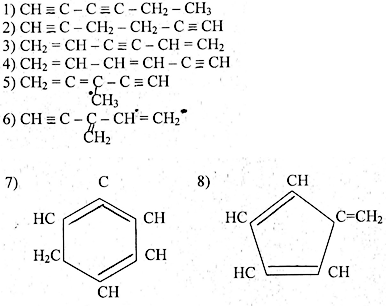 1) CH≡C – C≡C – CH₂ – CH₃
2) CH≡C – CH₂ – CH₂ – C≡CH
3) CH₂=CH – C≡C – CH=CH₂
4) CH₂=CH – CH=CH – C≡CH
5) CH₂=C=C – C≡CH
CH₃
6) CH≡C – C – CH=CH₂
CH₂
7) C 8) CH
HC CH HC C=CH₂
H₂C CH
CH HC CH